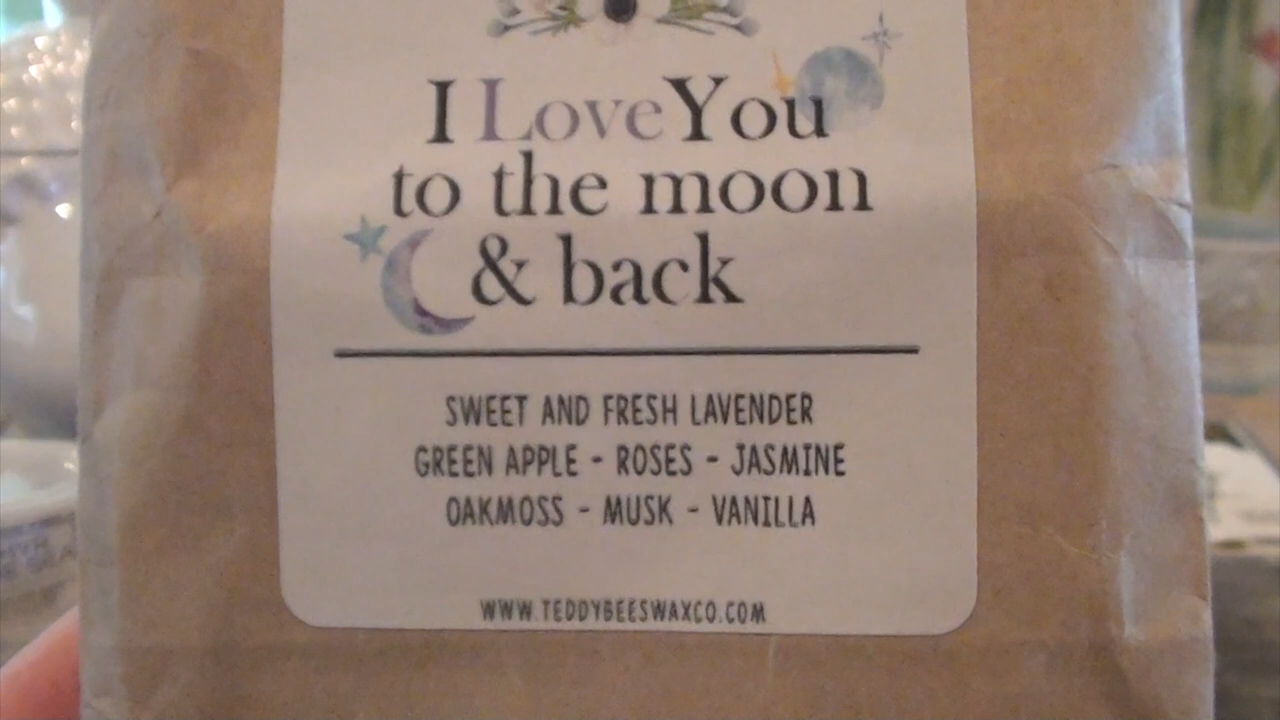 I Love You
to the moon
& back
SWEET AND FRESH LAVENDER
GREEN APPLE - ROSES - JASMINE
OAKMOSS - MUSK - VANILLA
WWW.TEDDYBEESWAXCO.COM